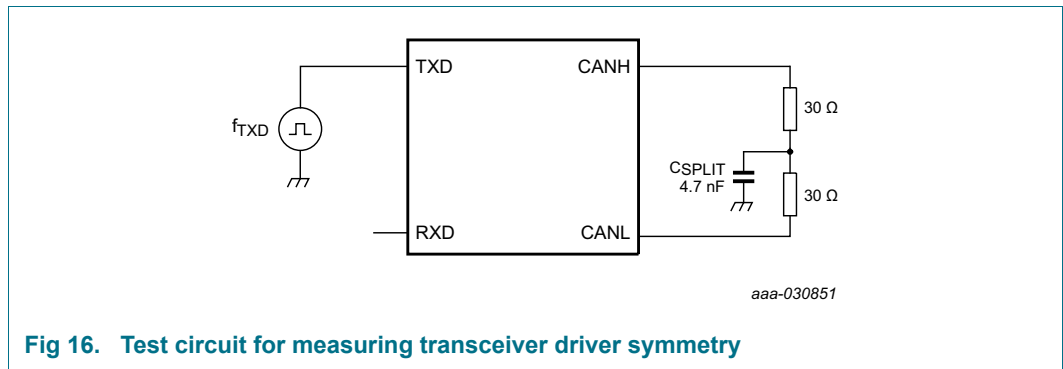 TXD
CANH
30 Ω
fTXD
CSPLIT
4.7 nF
30 Ω
RXD
CANL
aaa-030851
Fig 16. Test circuit for measuring transceiver driver symmetry